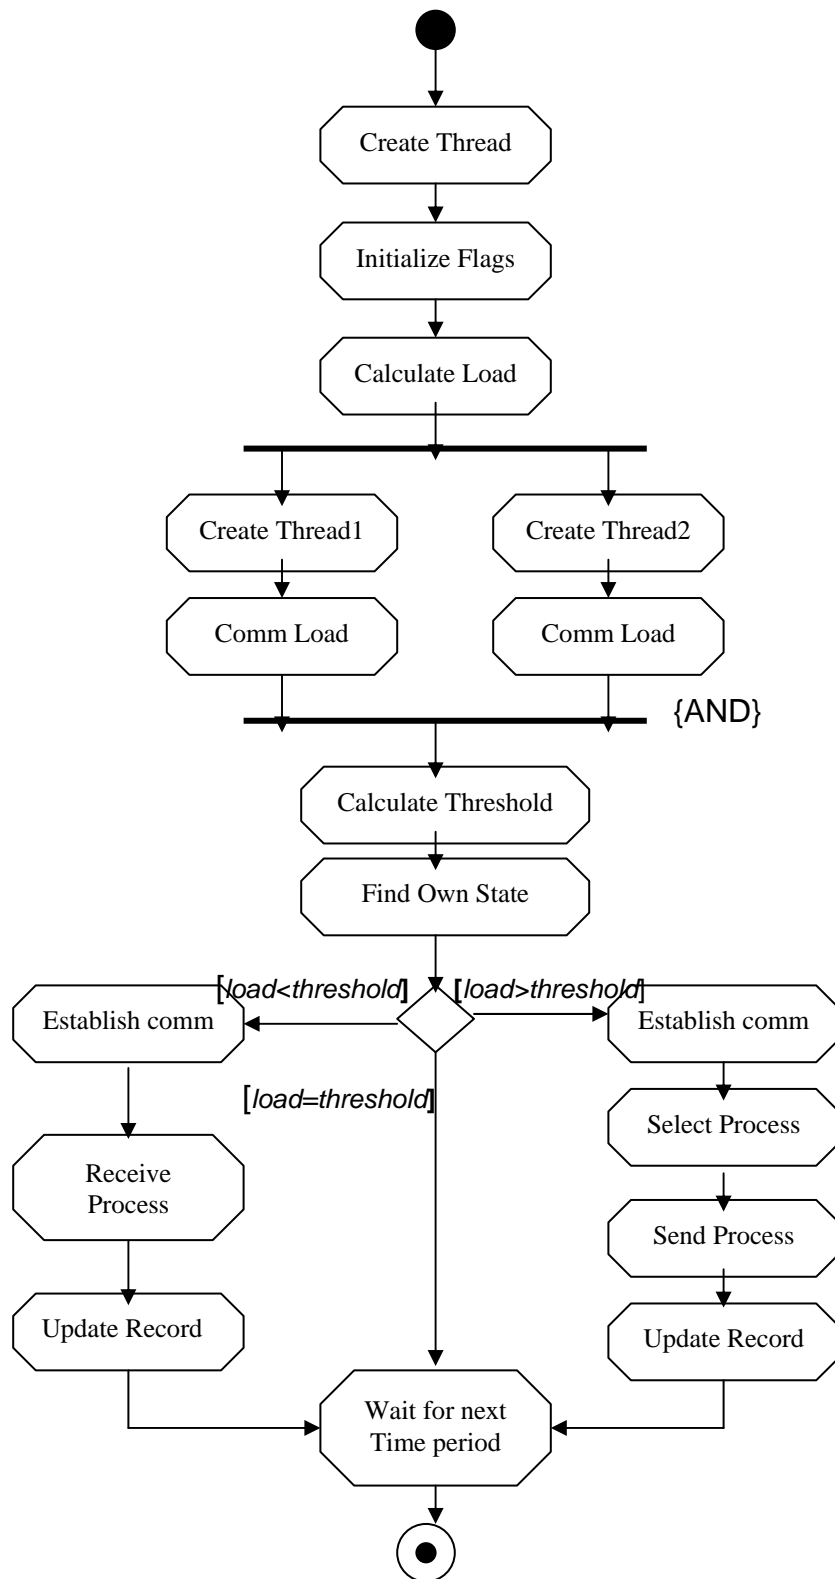 Create Thread
Initialize Flags
Calculate Load
Create Thread1
Create Thread2
Comm Load
Comm Load
{AND}
Calculate Threshold
Find Own State
[load<threshold]
[load>threshold]
Establish comm
Establish comm
[load=threshold]
Select Process
Receive
Process
Send Process
Update Record
Update Record
Wait for next
Time period